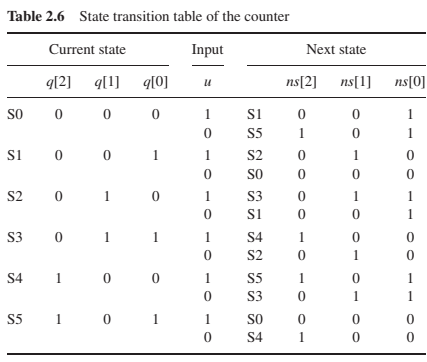 Table 2.6 State transition table of the counter
Current state Input Next state
q[2] q[1] q[0] u ns[2] ns[1] ns[0]
S0 0 0 0 1 S1 0 0 1
0 S5 1 0 1
S1 0 0 1 1 S2 0 1 0
0 S0 0 0 0
S2 0 1 0 1 S3 0 1 1
0 S1 0 0 1
S3 0 1 1 1 S4 1 0 0
0 S2 0 1 0
S4 1 0 0 1 S5 1 0 1
0 S3 0 1 1
S5 1 0 1 1 S0 0 0 0
0 S4 1 0 0